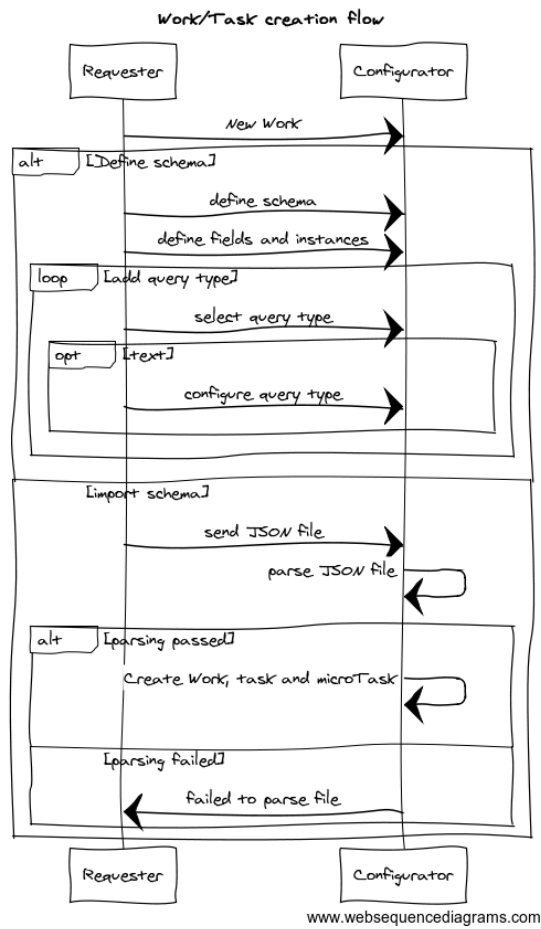 Work/Task creation flow
Requester
Configurator
New Work
alt [Define schema]
define schema
define fields and instances
loop [add query type]
select query type
opt [text]
configure query type
[import schema]
send JSON file
parse JSON file
alt [parsing passed]
Create Work, task and microTask
[parsing failed]
failed to parse file
Requester
Configurator
www.websequencediagrams.com